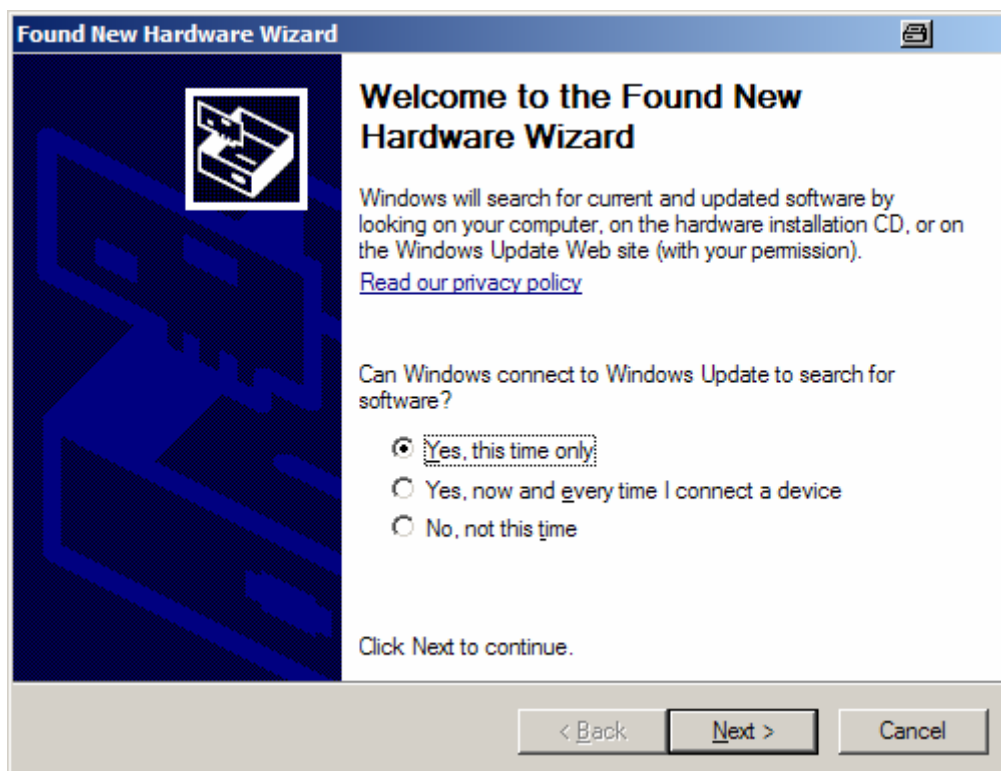 Found New Hardware Wizard
Welcome to the Found New
Hardware Wizard
Windows will search for current and updated software by
looking on your computer, on the hardware installation CD, or on
the Windows Update Web site (with your permission).
Read our privacy policy
Can Windows connect to Windows Update to search for
software?
Yes, this time only
Yes, now and every time I connect a device
No, not this time
Click Next to continue.
< Back Next > Cancel